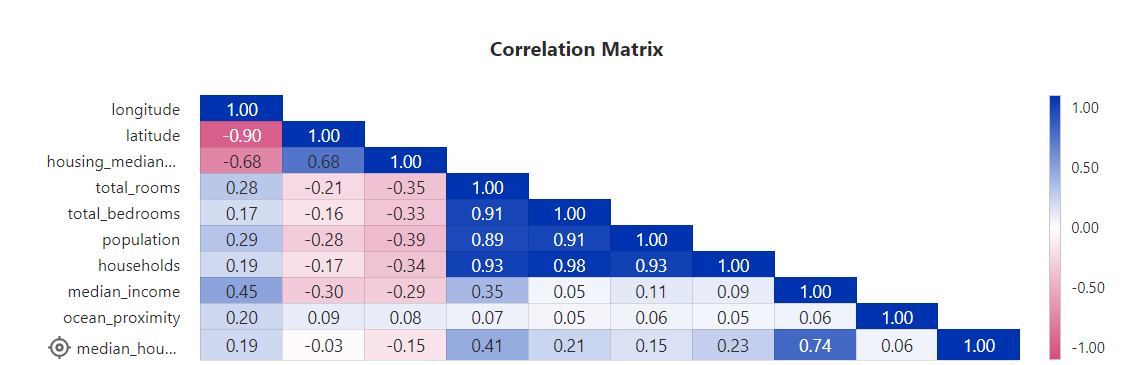 Correlation Matrix
longitude 1.00
latitude -0.90 1.00
housing_median... -0.68 0.68 1.00
total_rooms 0.28 -0.21 -0.35 1.00
total_bedrooms 0.17 -0.16 -0.33 0.91 1.00
population 0.29 -0.28 -0.39 0.89 0.91 1.00
households 0.19 -0.17 -0.34 0.93 0.98 0.93 1.00
median_income 0.45 -0.30 -0.29 0.35 0.05 0.11 0.09 1.00
ocean_proximity 0.20 0.09 0.08 0.07 0.05 0.06 0.05 0.06 1.00
median_hou... 0.19 -0.03 -0.15 0.41 0.21 0.15 0.23 0.74 0.06 1.00
1.00
0.50
0.00
-0.50
-1.00